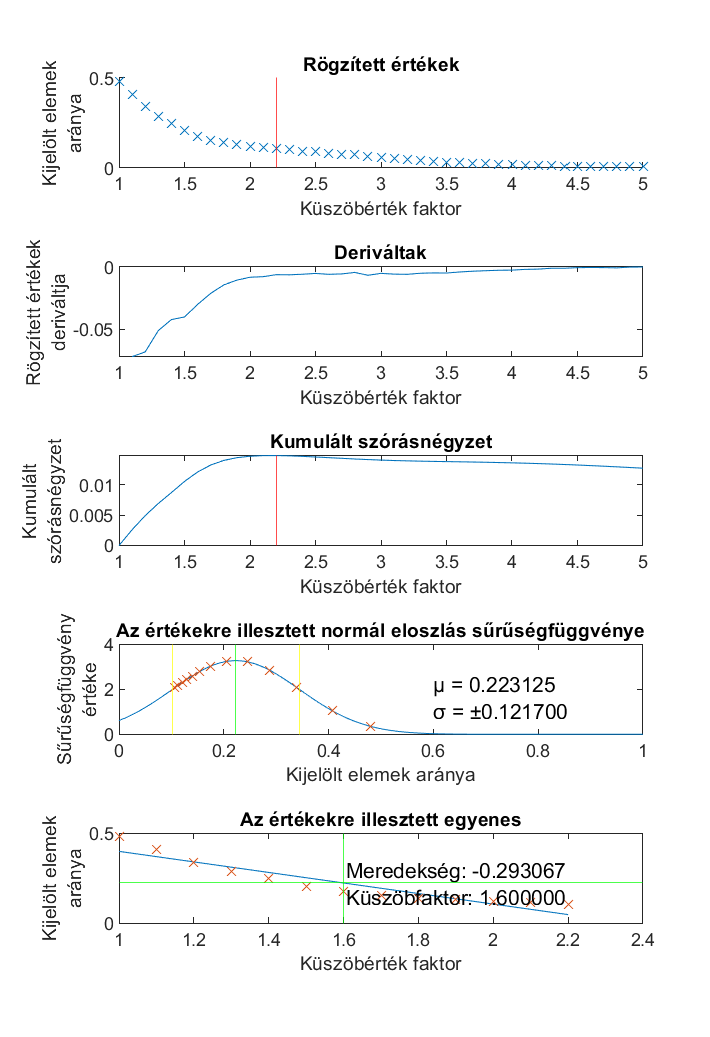 Rögzített értékek
Kijelölt elemek
aránya
0.5
0
1 1.5 2 2.5 3 3.5 4 4.5 5
Küszöbérték faktor
Deriváltak
Rögzített értékek
deriváltja
0
-0.05
1 1.5 2 2.5 3 3.5 4 4.5 5
Küszöbérték faktor
Kumulált szórásnégyzet
Kumulált
szórásnégyzet
0.01
0.005
0
1 1.5 2 2.5 3 3.5 4 4.5 5
Küszöbérték faktor
Az értékekre illesztett normál eloszlás sűrűségfüggvénye
Sűrűségfüggvény
értéke
4
2
0
μ = 0.223125
σ = ±0.121700
0 0.2 0.4 0.6 0.8 1
Kijelölt elemek aránya
Az értékekre illesztett egyenes
Kijelölt elemek
aránya
0.5
0
Meredekség: -0.293067
Küszöbfaktor: 1.600000
1 1.2 1.4 1.6 1.8 2 2.2 2.4
Küszöbérték faktor